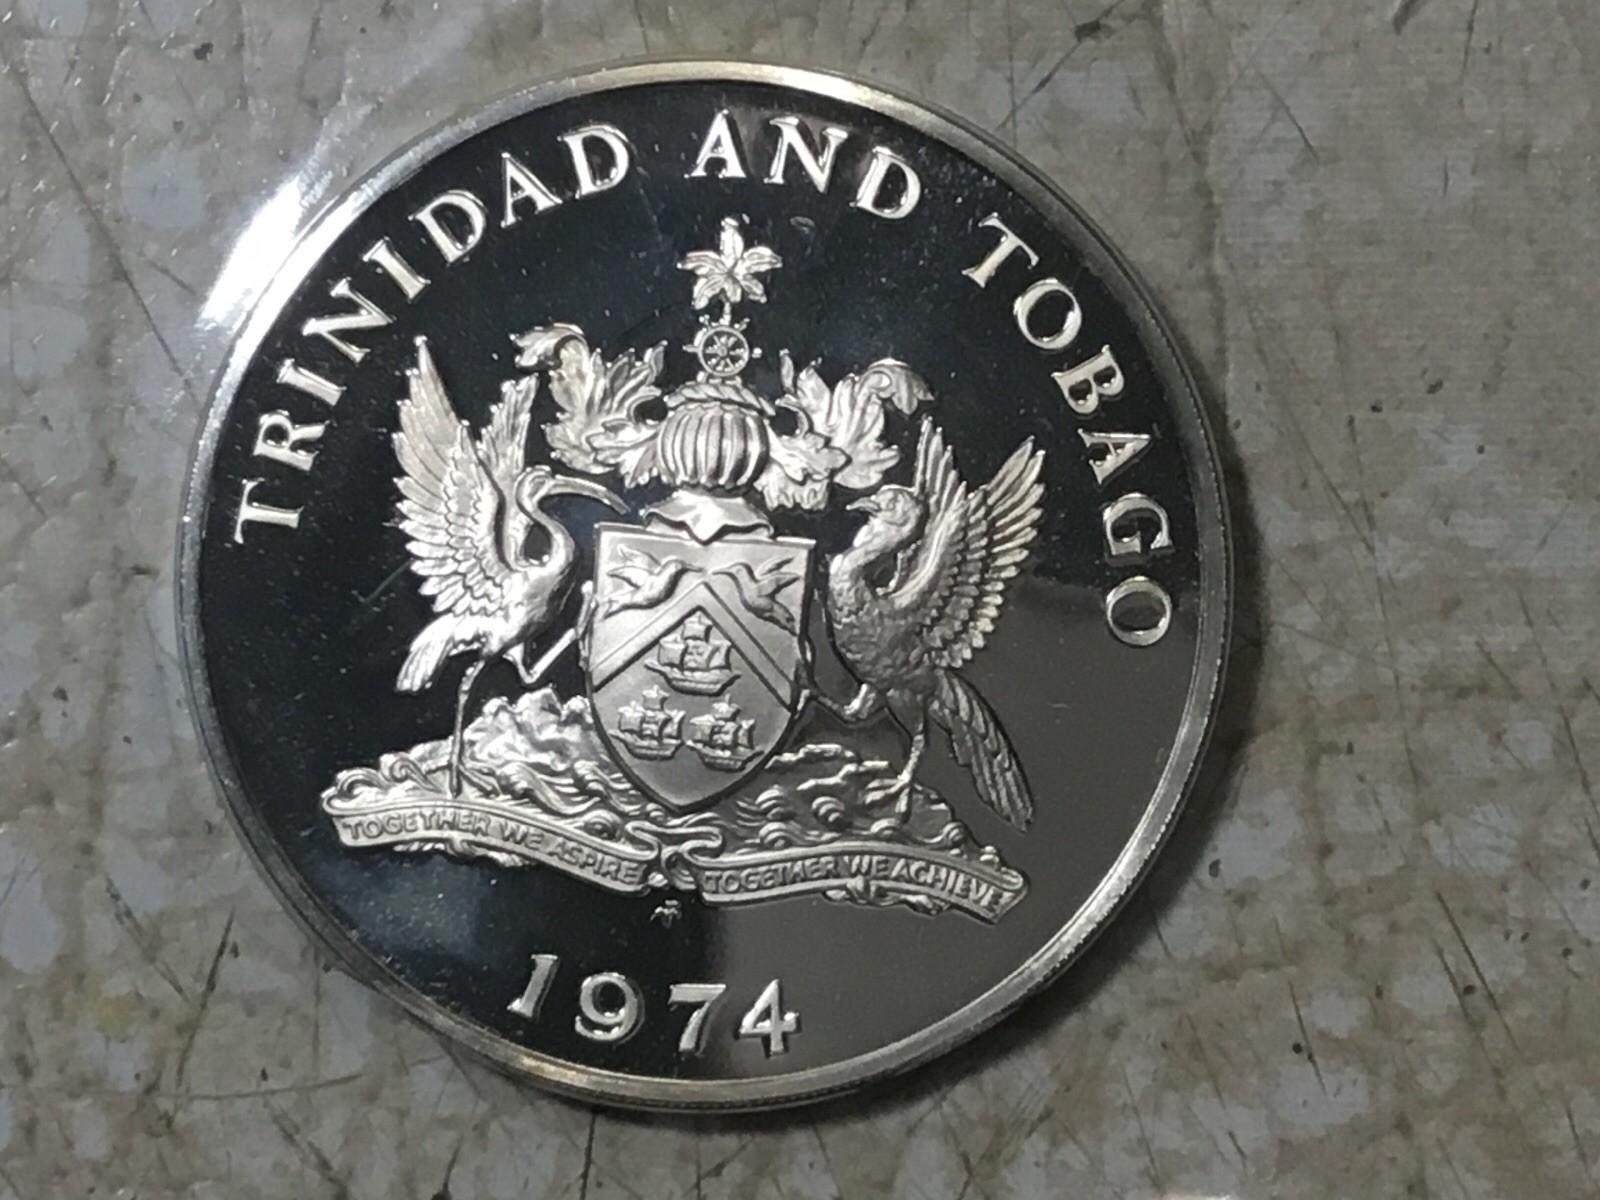 TRINIDAD AND TOBAGO
TOGETHER WE ASPIRE
TOGETHER WE ACHIEVE
1974